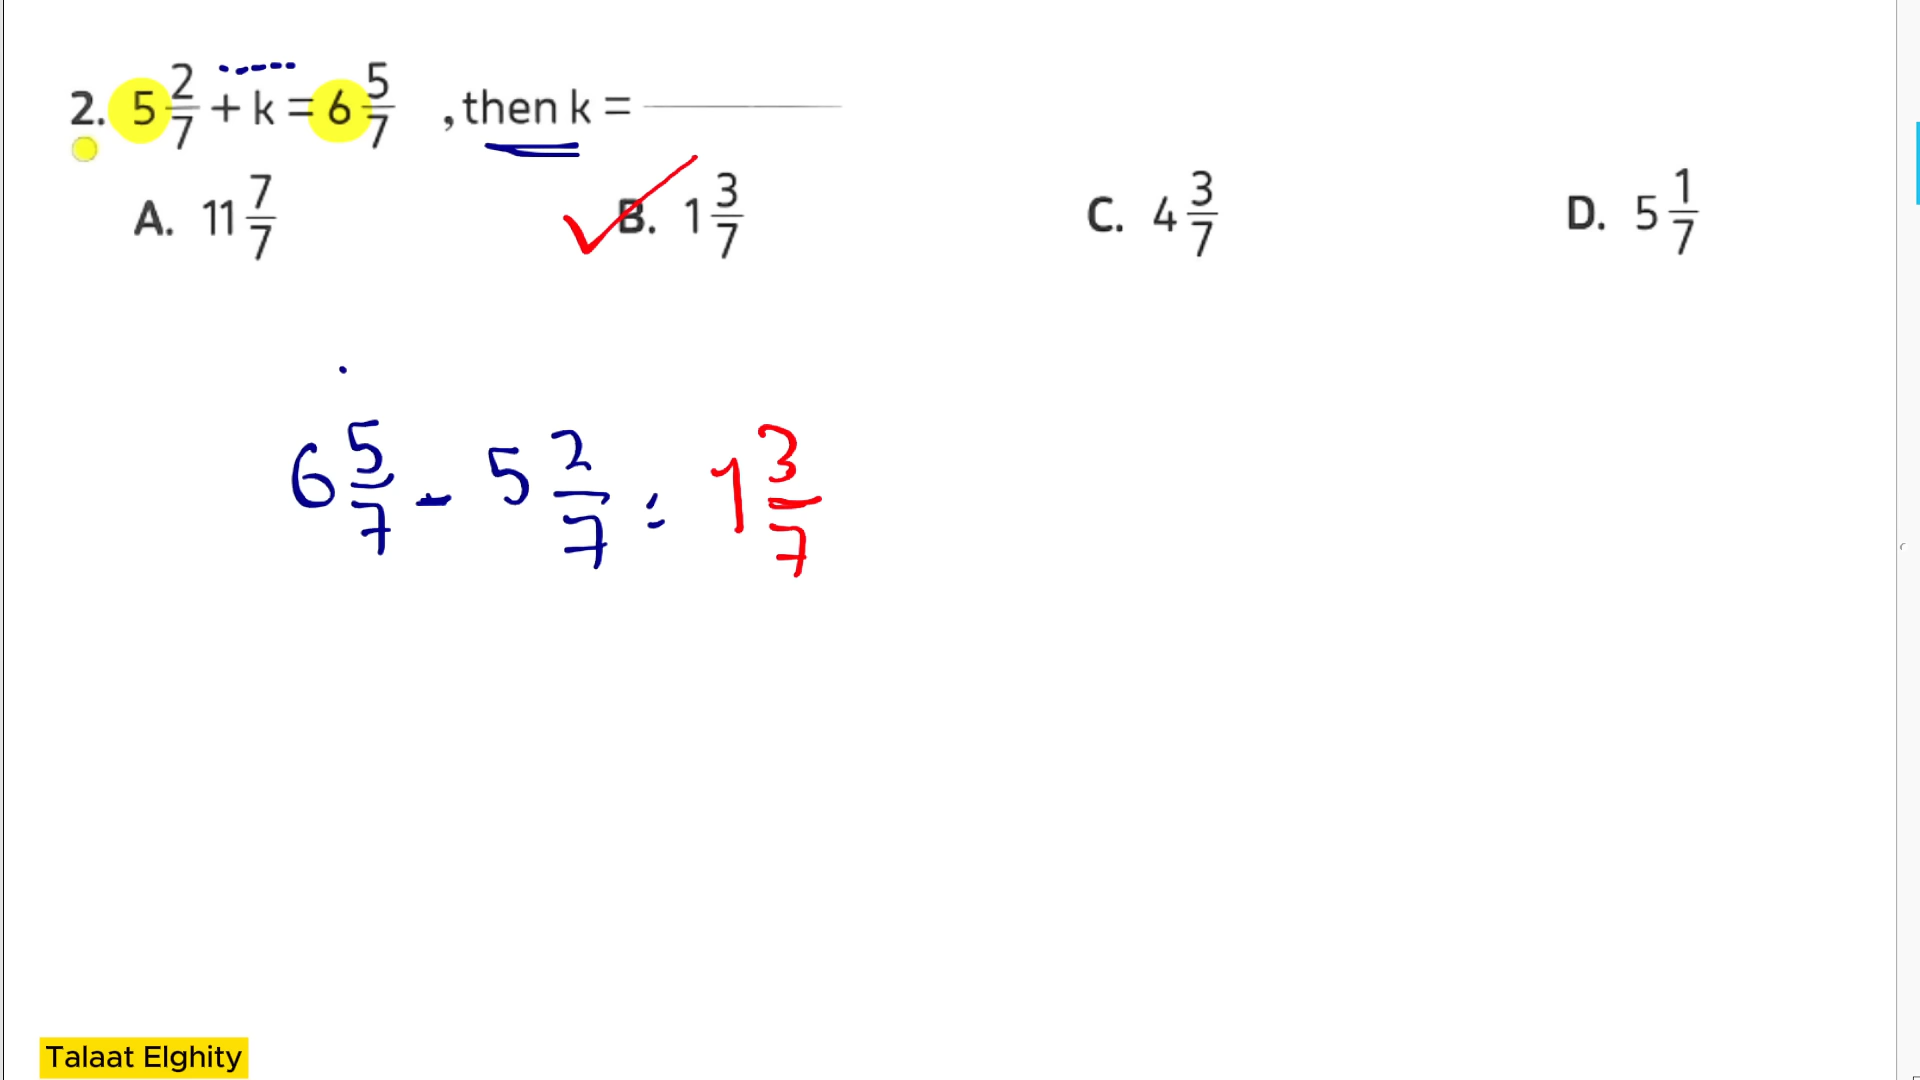 2. 5 2/7 + k = 6 5/7 , then k =
A. 11 7/7 B. 1 3/7 C. 4 3/7 D. 5 1/7
6 5/7 - 5 2/7 = 1 3/7
Talaat Elghity